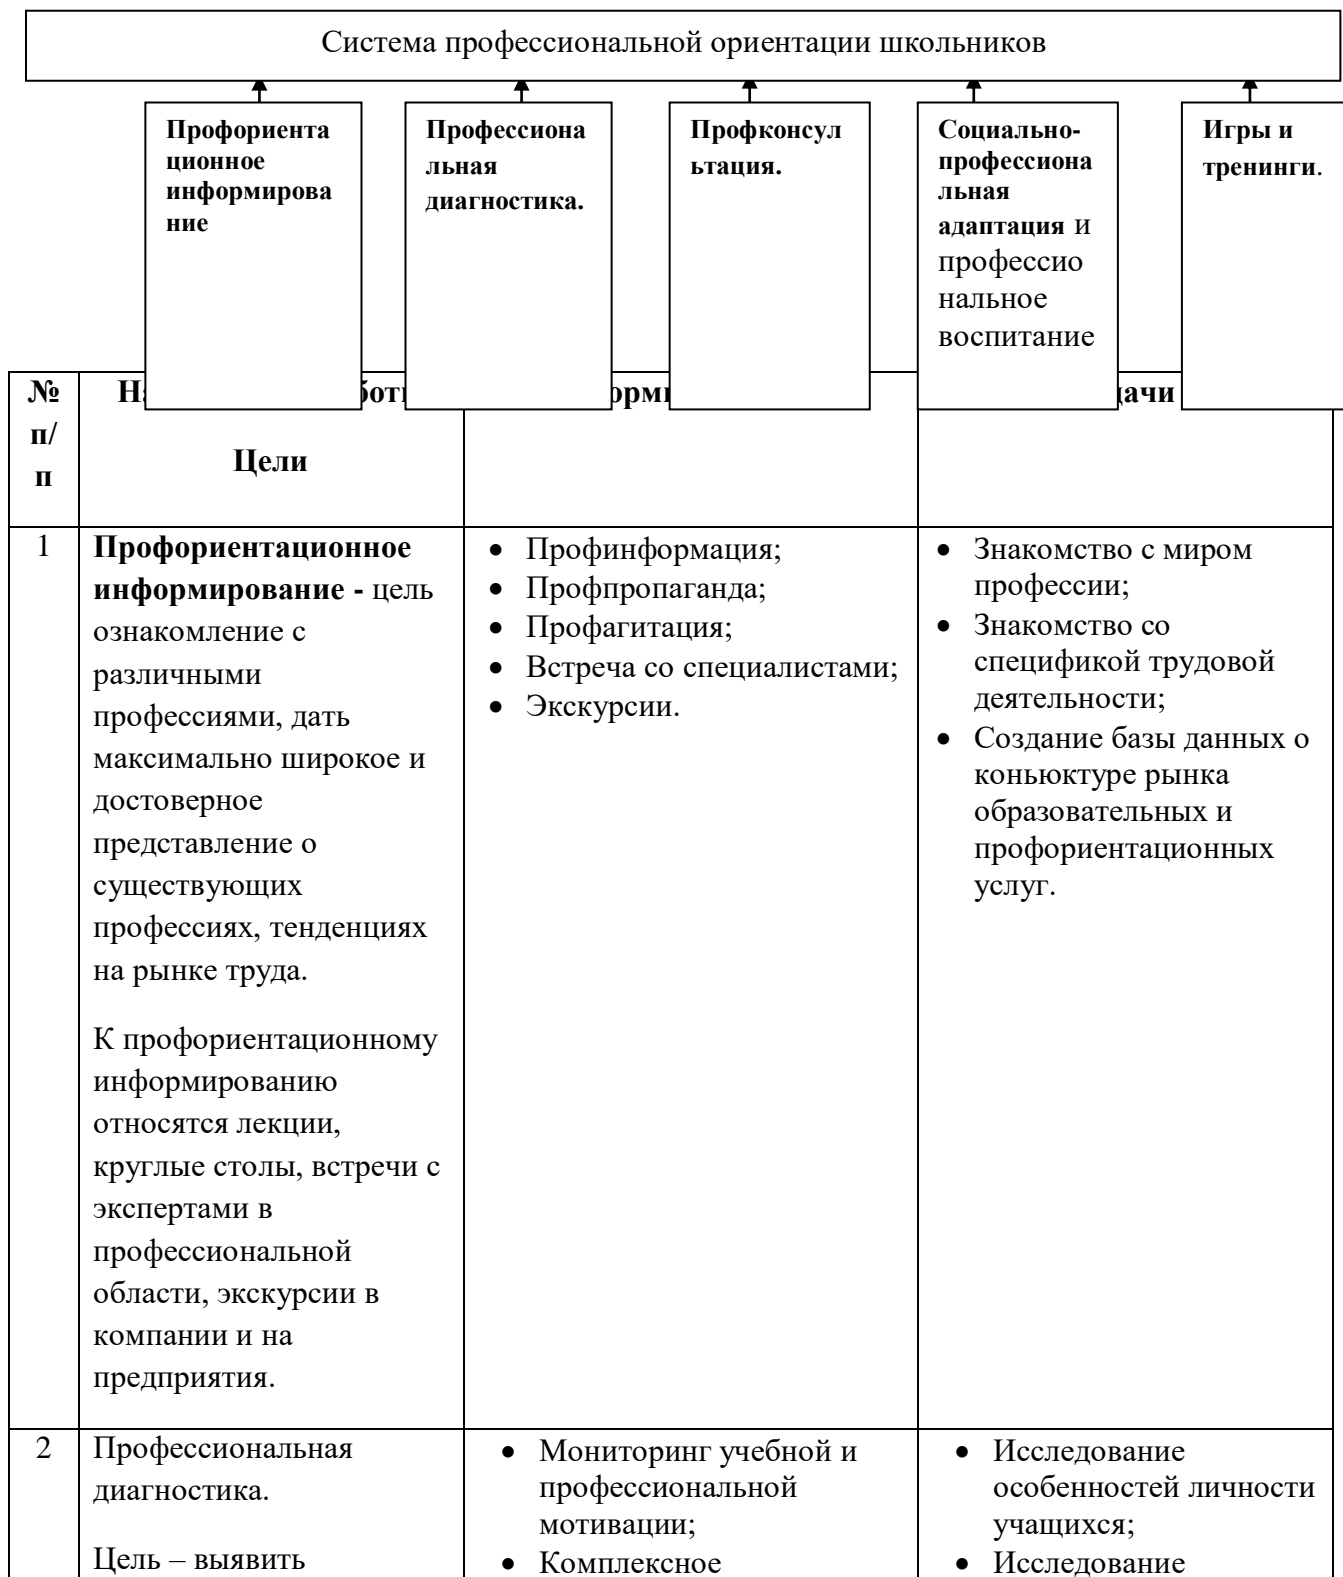 Система профессиональной ориентации школьников
Профориента
ционное
информирова
ние
Профессиона
льная
диагностика.
Профконсул
ьтация.
Социально-
профессиона
льная
адаптация и
профессио
нальное
воспитание
Игры и
тренинги.
№
п/
п
Цели
1
Профориентационное
информирование - цель
ознакомление с
различными
профессиями, дать
максимально широкое и
достоверное
представление о
существующих
профессиях, тенденциях
на рынке труда.
К профориентационному
информированию
относятся лекции,
круглые столы, встречи с
экспертами в
профессиональной
области, экскурсии в
компании и на
предприятия.
• Профинформация;
• Профпропаганда;
• Профагитация;
• Встреча со специалистами;
• Экскурсии.
• Знакомство с миром
профессии;
• Знакомство со
спецификой трудовой
деятельности;
• Создание базы данных о
коньюктуре рынка
образовательных и
профориентационных
услуг.
2
Профессиональная
диагностика.
Цель – выявить
• Мониторинг учебной и
профессиональной
мотивации;
• Комплексное
• Исследование
особенностей личности
учащихся;
• Исследование